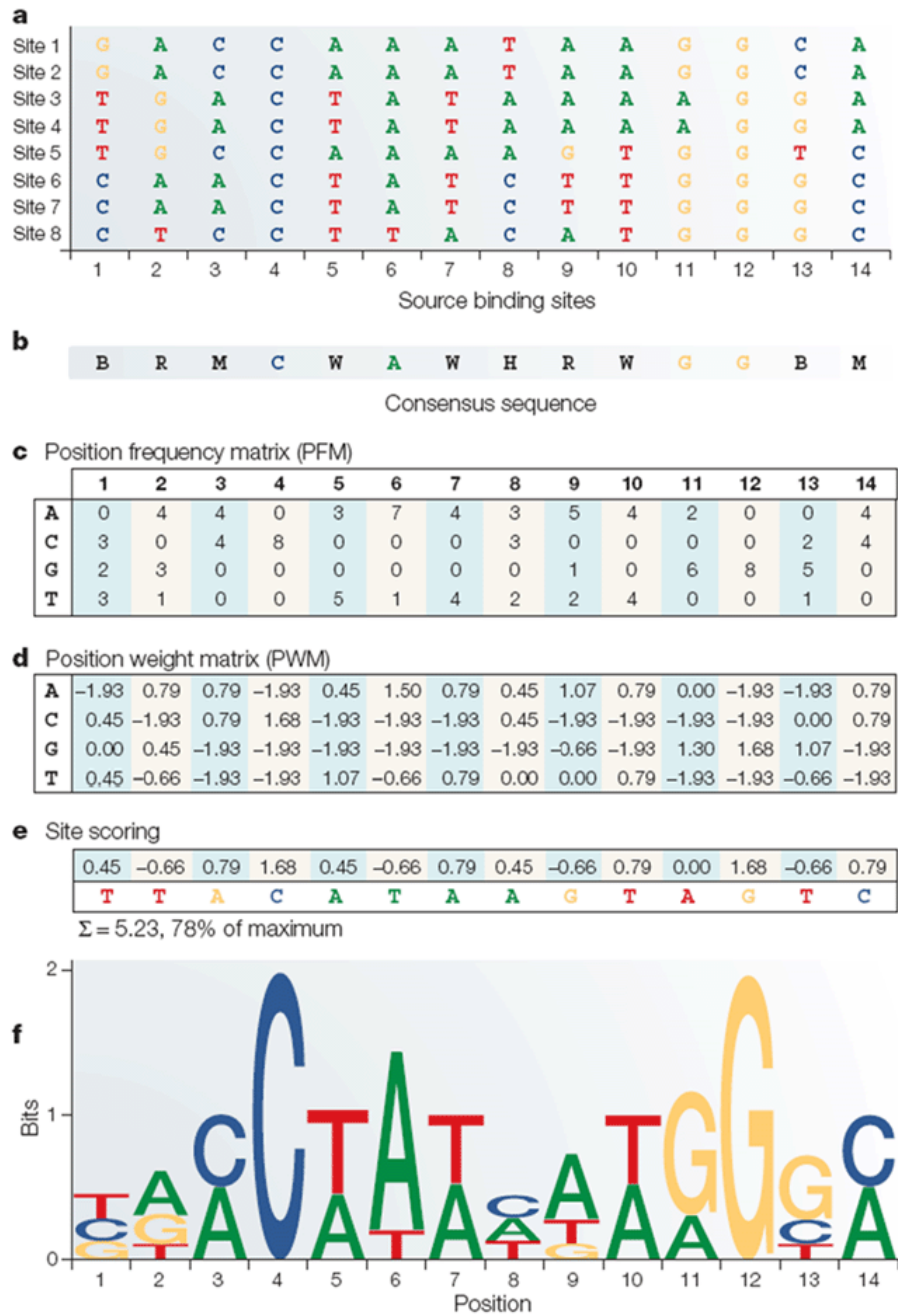 a
Site 1 G A C C A A A T A A G G C A
Site 2 G A C C A A A T A A G G C A
Site 3 T G A C T A T A A A A G G A
Site 4 T G A C T A T A A A A G G A
Site 5 T G C C A A A A G T G G T C
Site 6 C A A C T A T C T T G G G C
Site 7 C A A C T A T C T T G G G C
Site 8 C T C C T T A C A T G G G C
1 2 3 4 5 6 7 8 9 10 11 12 13 14
Source binding sites
b
B R M C W A W H R W G G B M
Consensus sequence
c Position frequency matrix (PFM)
1 2 3 4 5 6 7 8 9 10 11 12 13 14
A 0 4 4 0 3 7 4 3 5 4 2 0 0 4
C 3 0 4 8 0 0 0 3 0 0 0 0 2 4
G 2 3 0 0 0 0 0 0 1 0 6 8 5 0
T 3 1 0 0 5 1 4 2 2 4 0 0 1 0
d Position weight matrix (PWM)
A −1.93 0.79 0.79 −1.93 0.45 1.50 0.79 0.45 1.07 0.79 0.00 −1.93 −1.93 0.79
C 0.45 −1.93 0.79 1.68 −1.93 −1.93 −1.93 0.45 −1.93 −1.93 −1.93 −1.93 0.00 0.79
G 0.00 0.45 −1.93 −1.93 −1.93 −1.93 −1.93 −1.93 −0.66 −1.93 1.30 1.68 1.07 −1.93
T 0.45 −0.66 −1.93 −1.93 1.07 −0.66 0.79 0.00 0.00 0.79 −1.93 −1.93 −0.66 −1.93
e Site scoring
0.45 −0.66 0.79 1.68 0.45 −0.66 0.79 0.45 −0.66 0.79 0.00 1.68 −0.66 0.79
T T A C A T A A G T A G T C
Σ = 5.23, 78% of maximum
f
2
Bits
1
0
T C G
A G T
C A
C
T A
A T
T A
C A T
A T G
T A
G A
G
G C T
C A
1 2 3 4 5 6 7 8 9 10 11 12 13 14
Position